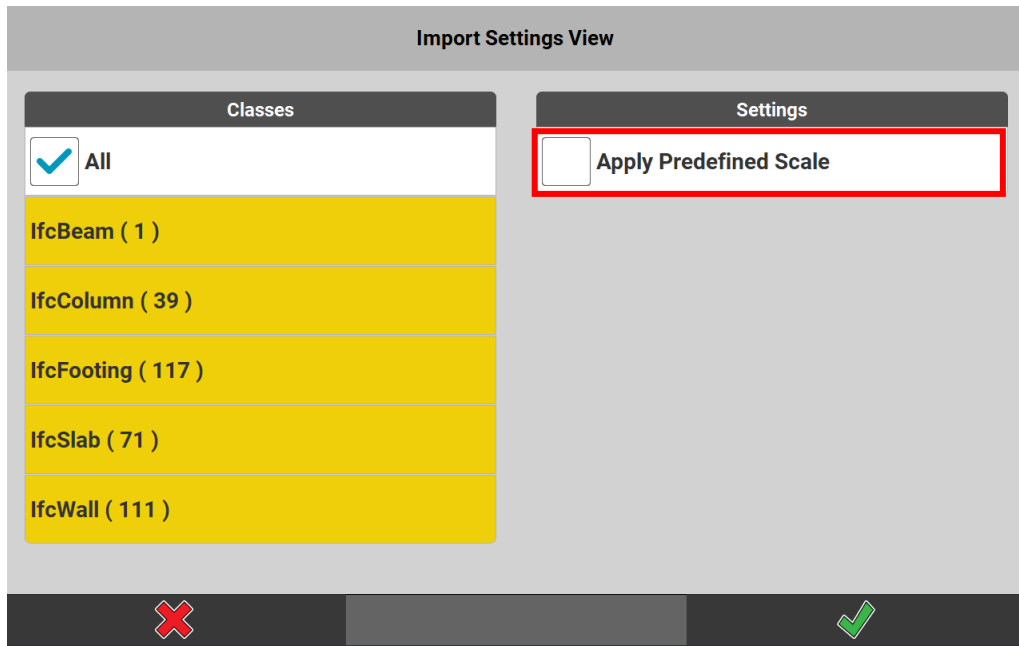 Import Settings View
Classes
All
IfcBeam ( 1 )
IfcColumn ( 39 )
IfcFooting ( 117 )
IfcSlab ( 71 )
IfcWall ( 111 )
Settings
Apply Predefined Scale